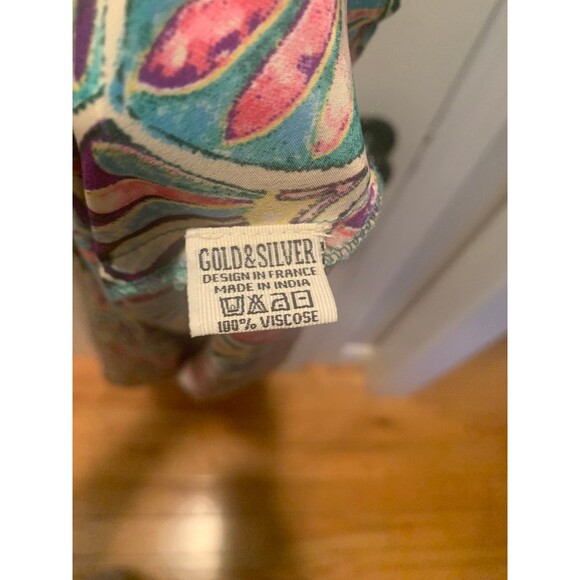 GOLD&SILVER
DESIGN IN FRANCE
MADE IN INDIA
100% VISCOSE